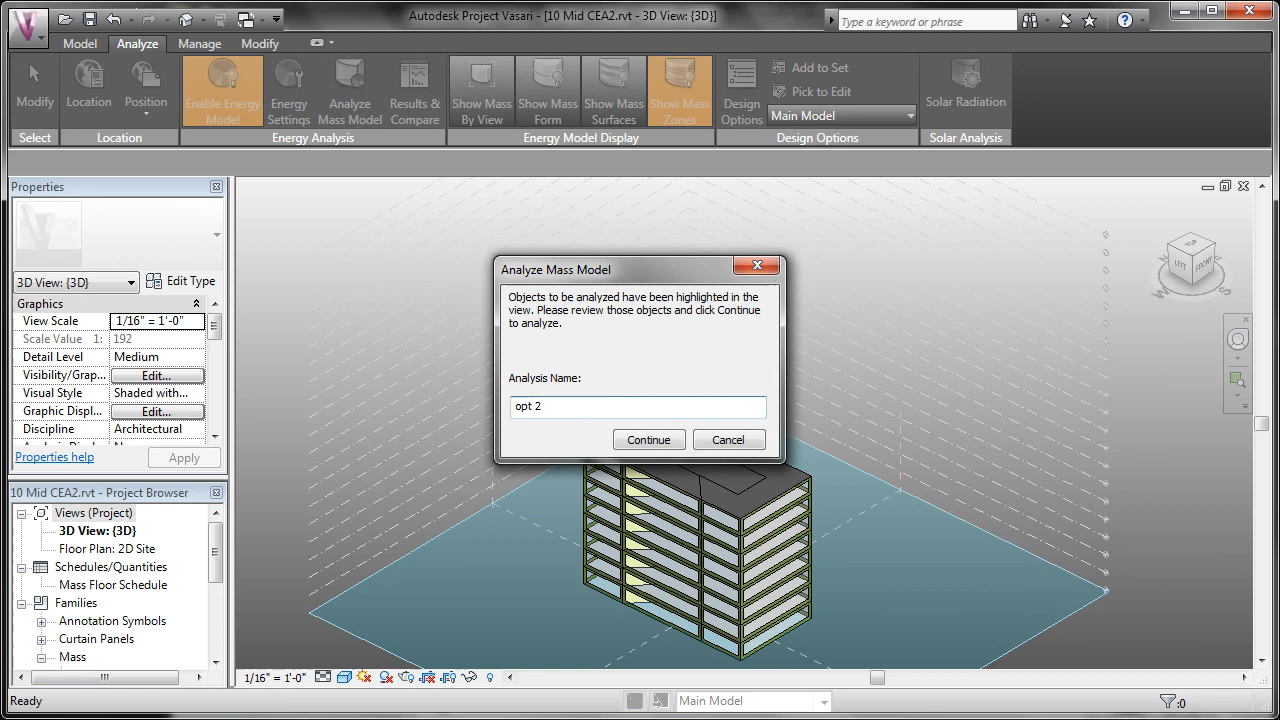 Autodesk Project Vasari - [10 Mid CEA2.rvt - 3D View: {3D}]
Type a keyword or phrase
Model Analyze Manage Modify
Modify
Location Position
Enable Energy Model
Energy Settings
Analyze Mass Model
Results & Compare
Show Mass By View
Show Mass Form
Show Mass Surfaces
Show Mass Zones
Design Options
Add to Set
Pick to Edit
Main Model
Solar Radiation
Select Location Energy Analysis Energy Model Display Design Options Solar Analysis
Properties
3D View: {3D} Edit Type
Graphics
View Scale 1/16" = 1'-0"
Scale Value 1: 192
Detail Level Medium
Visibility/Grap... Edit...
Visual Style Shaded with...
Graphic Displ... Edit...
Discipline Architectural
Properties help Apply
10 Mid CEA2.rvt - Project Browser
Views (Project)
3D View: {3D}
Floor Plan: 2D Site
Schedules/Quantities
Mass Floor Schedule
Families
Annotation Symbols
Curtain Panels
Mass
Analyze Mass Model
Objects to be analyzed have been highlighted in the
view. Please review those objects and click Continue
to analyze.
Analysis Name:
opt 2
Continue Cancel
TOP
LEFT FRONT
W S
1/16" = 1'-0"
Ready
Main Model
:0